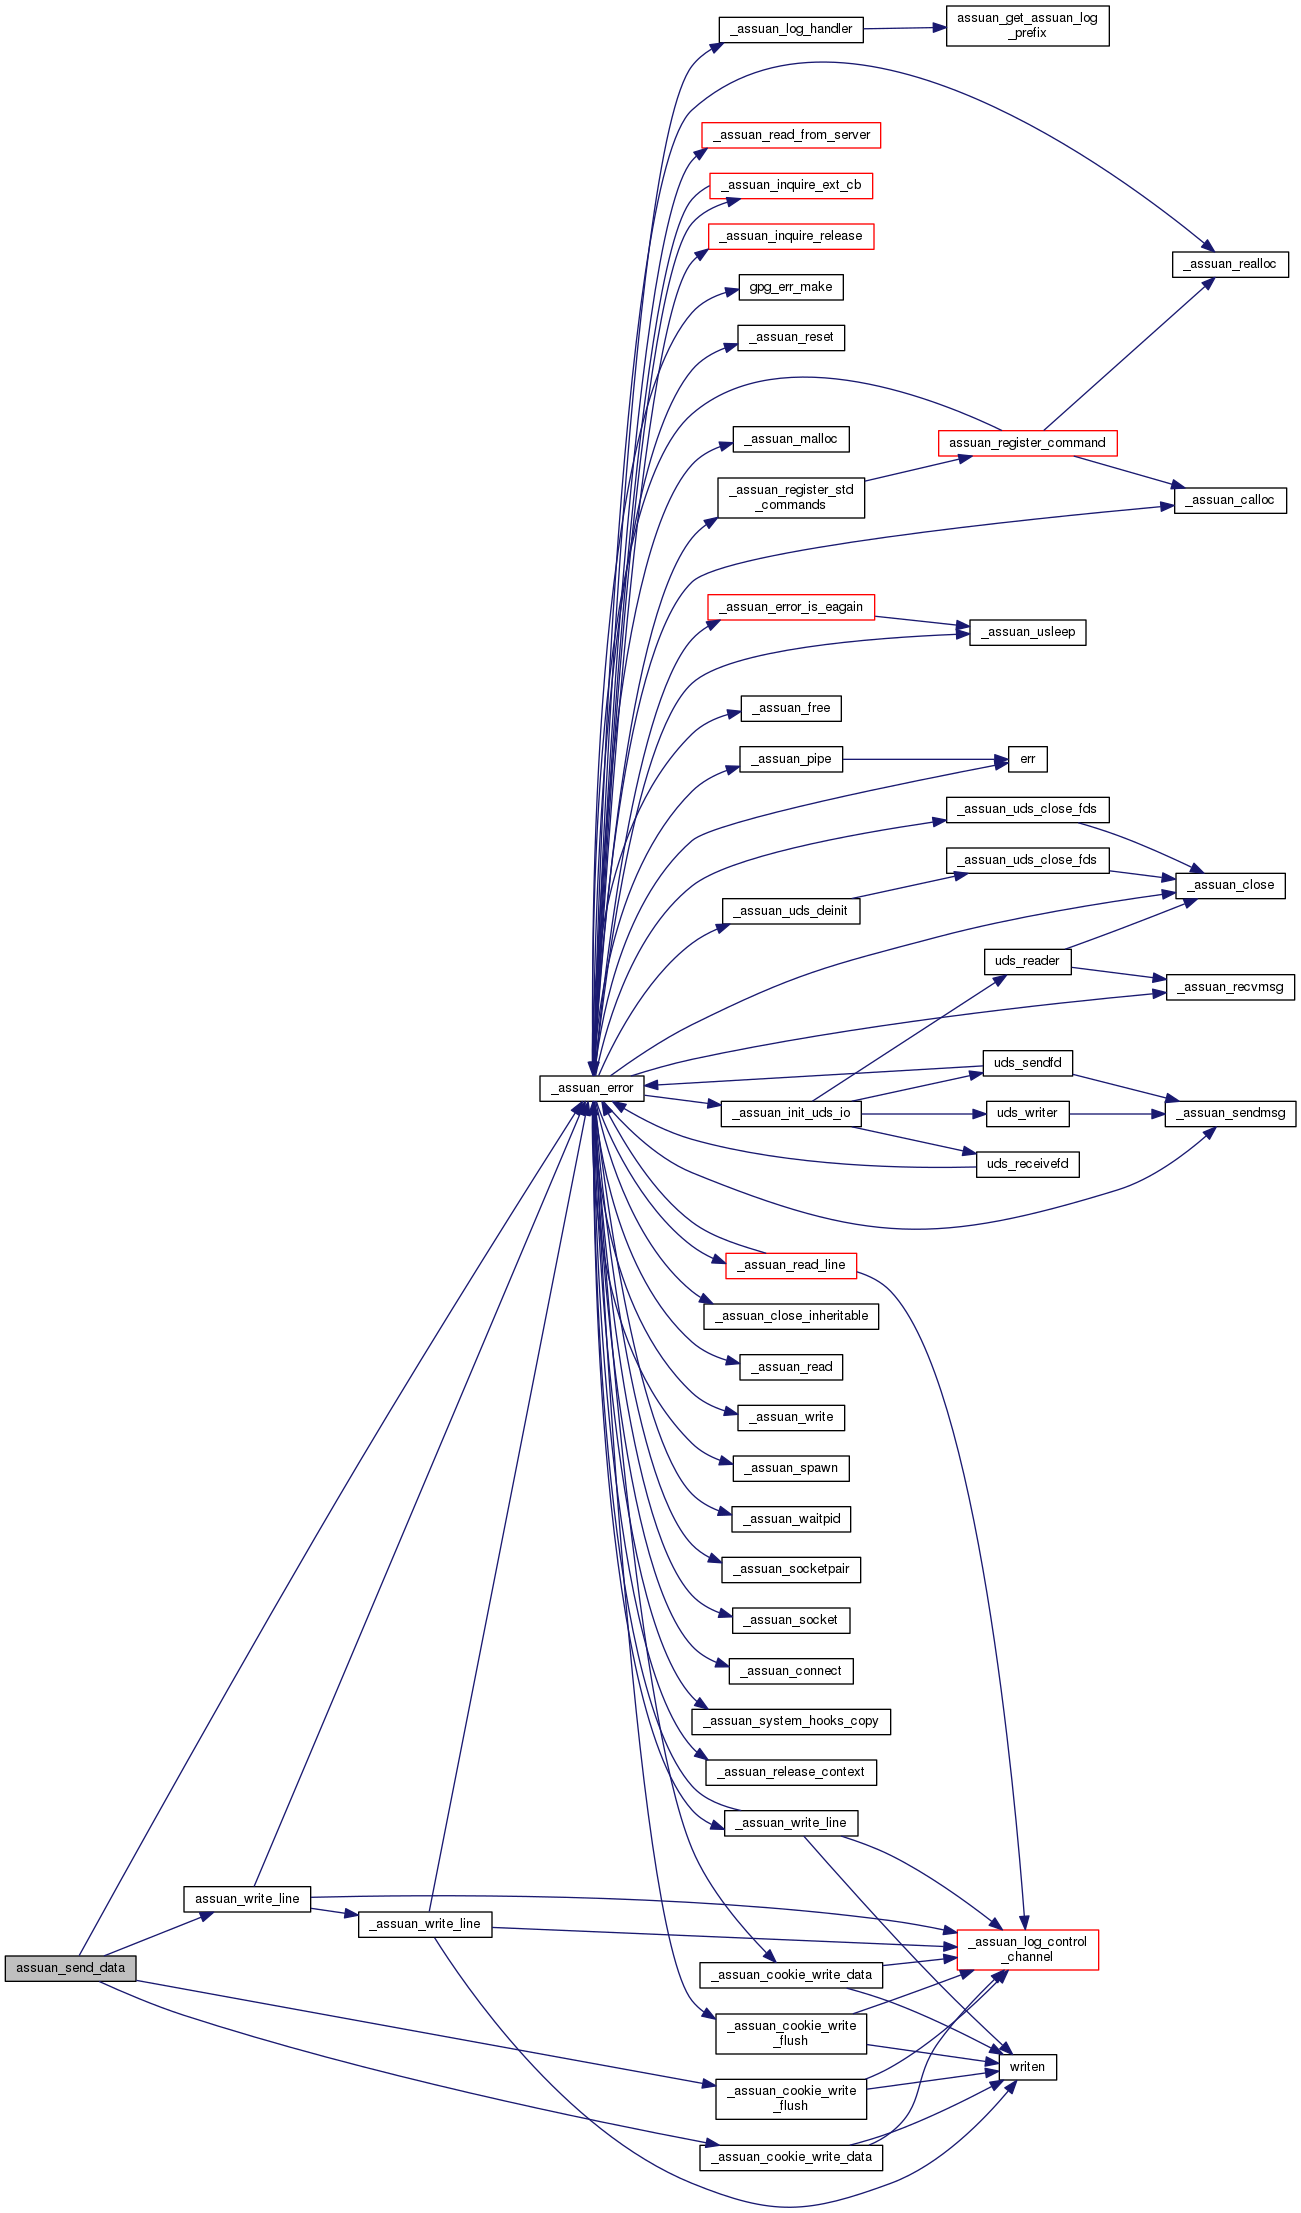 _assuan_log_handler
assuan_get_assuan_log
_prefix
_assuan_read_from_server
_assuan_inquire_ext_cb
_assuan_inquire_release
_assuan_realloc
gpg_err_make
_assuan_reset
_assuan_malloc
assuan_register_command
_assuan_register_std
_commands
_assuan_calloc
_assuan_error_is_eagain
_assuan_usleep
_assuan_free
_assuan_pipe
err
_assuan_uds_close_fds
_assuan_uds_close_fds
_assuan_close
_assuan_uds_deinit
uds_reader
_assuan_recvmsg
uds_sendfd
_assuan_error
_assuan_init_uds_io
uds_writer
_assuan_sendmsg
uds_receivefd
_assuan_read_line
_assuan_close_inheritable
_assuan_read
_assuan_write
_assuan_spawn
_assuan_waitpid
_assuan_socketpair
_assuan_socket
_assuan_connect
_assuan_system_hooks_copy
_assuan_release_context
_assuan_write_line
assuan_write_line
_assuan_write_line
_assuan_log_control
_channel
assuan_send_data
_assuan_cookie_write_data
_assuan_cookie_write
_flush
writen
_assuan_cookie_write
_flush
_assuan_cookie_write_data